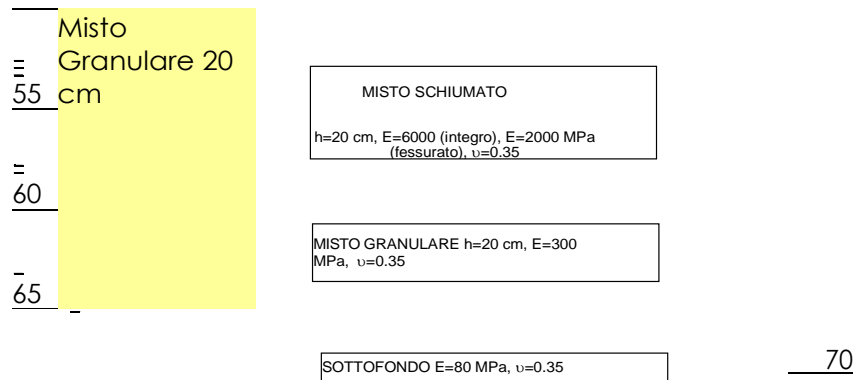 Misto
Granulare 20
cm
55
60
65
MISTO SCHIUMATO
h=20 cm, E=6000 (integro), E=2000 MPa
(fessurato), υ=0.35
MISTO GRANULARE h=20 cm, E=300
MPa, υ=0.35
SOTTOFONDO E=80 MPa, υ=0.35
70